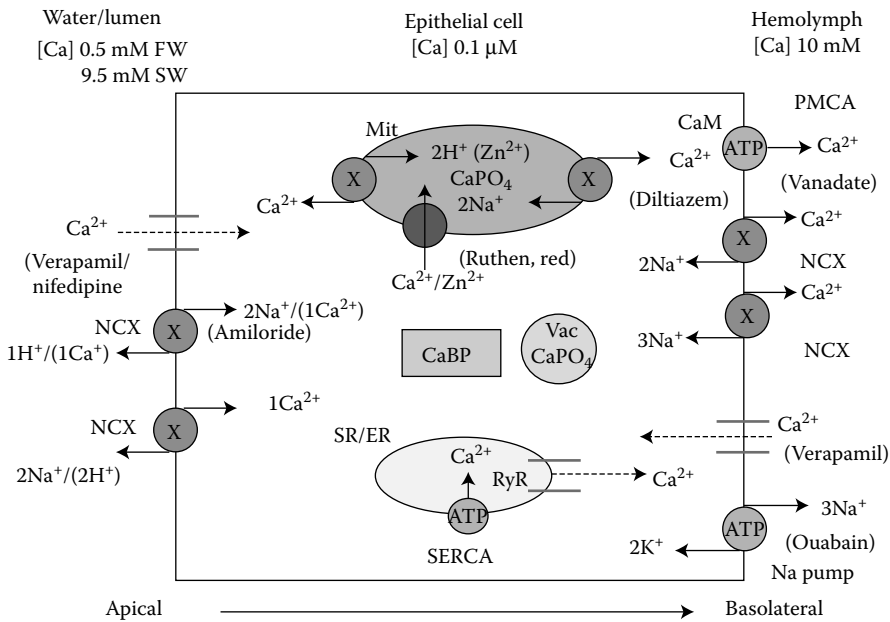 Water/lumen
[Ca] 0.5 mM FW
9.5 mM SW
Epithelial cell
[Ca] 0.1 μM
Hemolymph
[Ca] 10 mM
Mit
2H⁺ (Zn²⁺)
CaPO₄
2Na⁺
X
X
Ca²⁺
(Ruthen, red)
Ca²⁺/Zn²⁺
CaM
Ca²⁺
(Diltiazem)
PMCA
ATP
Ca²⁺
(Vanadate)
Ca²⁺
X
2Na⁺
NCX
Ca²⁺
X
3Na⁺
NCX
Ca²⁺
(Verapamil/
nifedipine)
NCX
X
2Na⁺/(1Ca²⁺)
(Amiloride)
1H⁺/(1Ca⁺)
NCX
X
1Ca²⁺
2Na⁺/(2H⁺)
CaBP
Vac
CaPO₄
SR/ER
Ca²⁺
RyR
ATP
SERCA
Ca²⁺
Ca²⁺
(Verapamil)
ATP
3Na⁺
2K⁺
(Ouabain)
Na pump
Apical
Basolateral